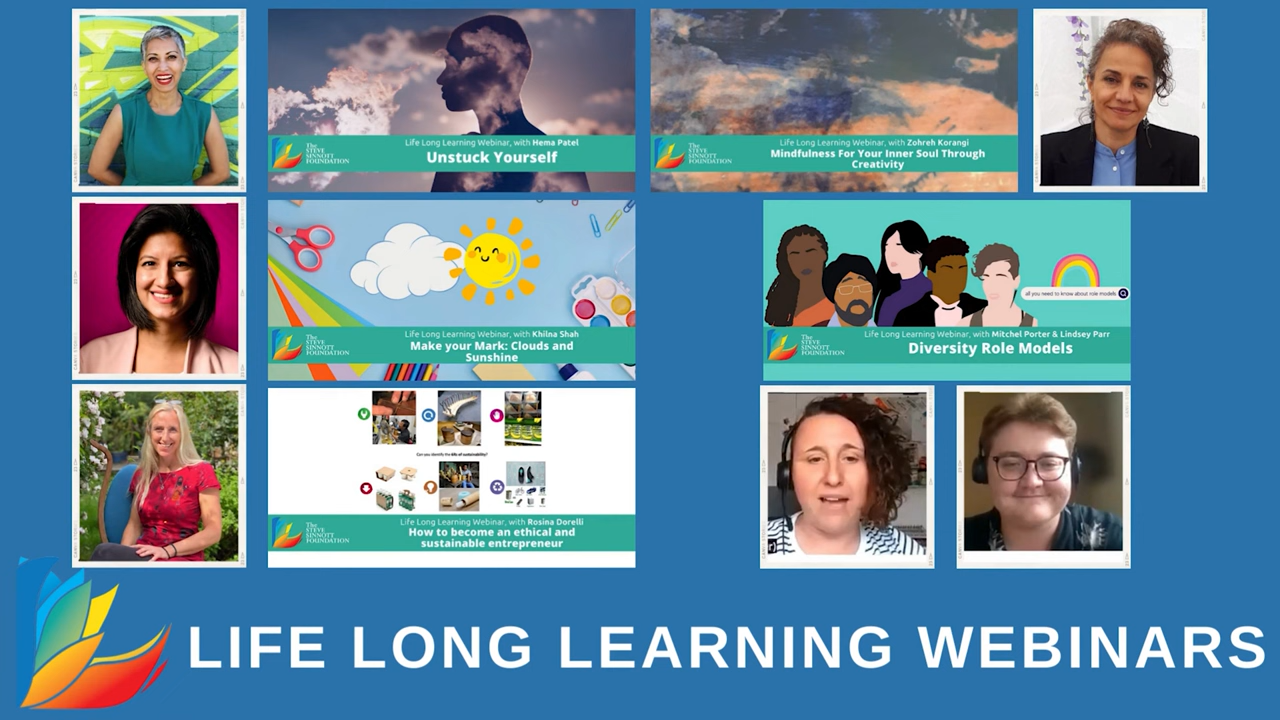 Life Long Learning Webinar, with Hema Patel
Unstuck Yourself
The
STEVE
SINNOTT
FOUNDATION
Life Long Learning Webinar, with Zohreh Korangi
Mindfulness For Your Inner Soul Through
Creativity
The
STEVE
SINNOTT
FOUNDATION
Life Long Learning Webinar, with Khilna Shah
Make your Mark: Clouds and
Sunshine
The
STEVE
SINNOTT
FOUNDATION
all you need to know about role models
Life Long Learning Webinar, with Mitchel Porter & Lindsey Parr
Diversity Role Models
The
STEVE
SINNOTT
FOUNDATION
Can you identify the 6Rs of sustainability?
Life Long Learning Webinar, with Rosina Dorelli
How to become an ethical and
sustainable entrepreneur
The
STEVE
SINNOTT
FOUNDATION
LIFE LONG LEARNING WEBINARS